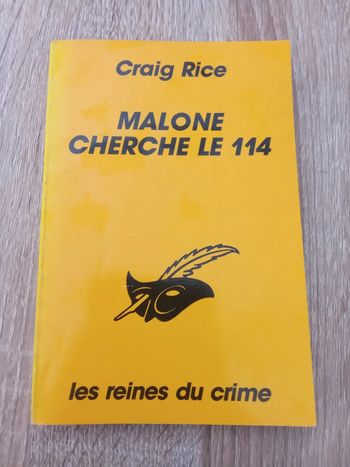 Craig Rice
MALONE
CHERCHE LE 114
les reines du crime